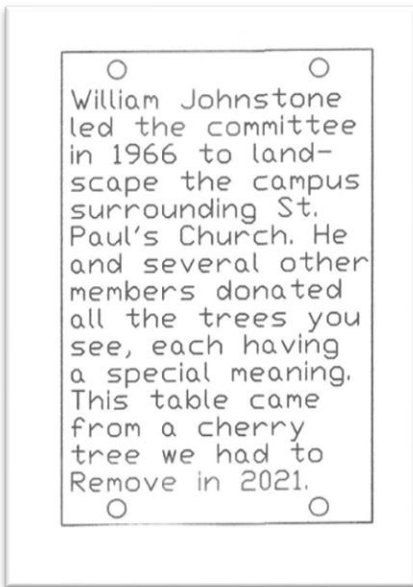 William Johnstone
led the committee
in 1966 to land-
scape the campus
surrounding St.
Paul's Church. He
and several other
members donated
all the trees you
see, each having
a special meaning.
This table came
from a cherry
tree we had to
Remove in 2021.